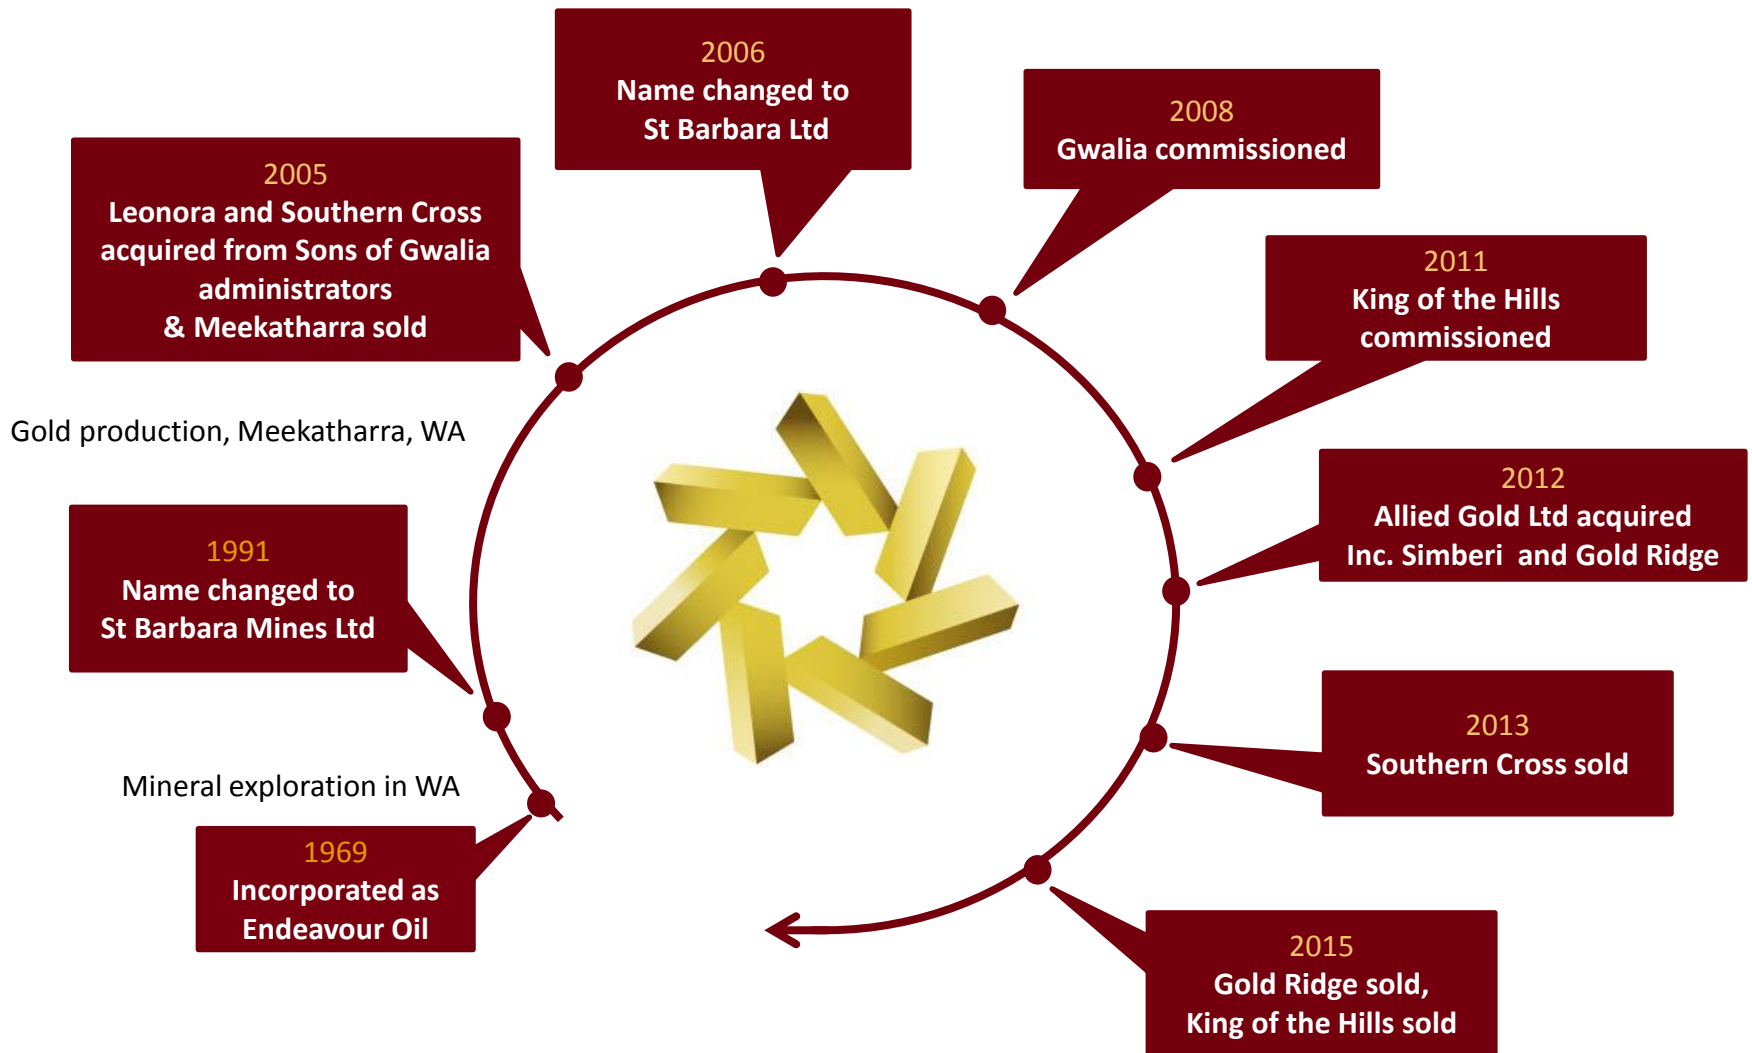 1969
Incorporated as
Endeavour Oil
Mineral exploration in WA
1991
Name changed to
St Barbara Mines Ltd
Gold production, Meekatharra, WA
2005
Leonora and Southern Cross
acquired from Sons of Gwalia
administrators
& Meekatharra sold
2006
Name changed to
St Barbara Ltd
2008
Gwalia commissioned
2011
King of the Hills
commissioned
2012
Allied Gold Ltd acquired
Inc. Simberi  and Gold Ridge
2013
Southern Cross sold
2015
Gold Ridge sold,
King of the Hills sold